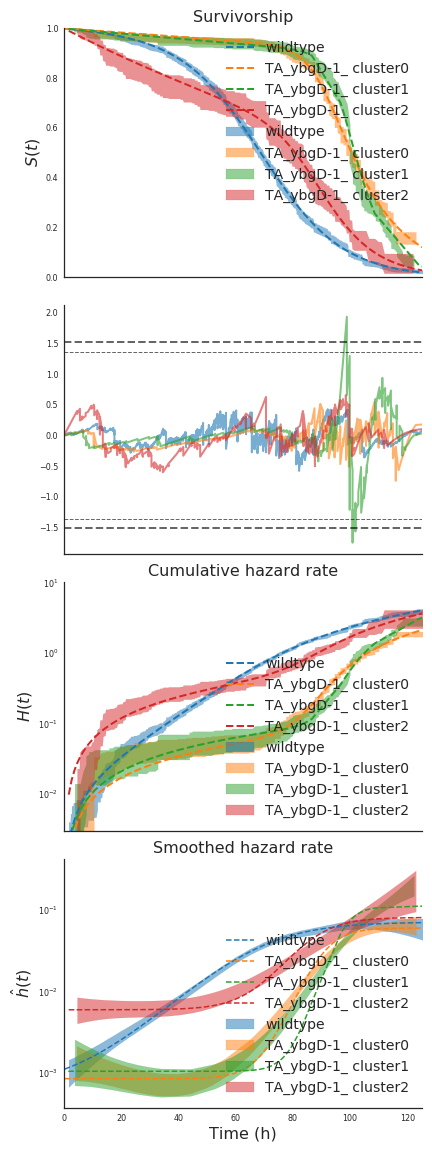 Survivorship
1.0
0.8
0.6
0.4
0.2
0.0
S(t)
wildtype
TA_ybgD-1_ cluster0
TA_ybgD-1_ cluster1
TA_ybgD-1_ cluster2
wildtype
TA_ybgD-1_ cluster0
TA_ybgD-1_ cluster1
TA_ybgD-1_ cluster2
2.0
1.5
1.0
0.5
0.0
−0.5
−1.0
−1.5
Cumulative hazard rate
10¹
10⁰
10⁻¹
10⁻²
H(t)
wildtype
TA_ybgD-1_ cluster0
TA_ybgD-1_ cluster1
TA_ybgD-1_ cluster2
wildtype
TA_ybgD-1_ cluster0
TA_ybgD-1_ cluster1
TA_ybgD-1_ cluster2
Smoothed hazard rate
10⁻¹
10⁻²
10⁻³
ĥ(t)
wildtype
TA_ybgD-1_ cluster0
TA_ybgD-1_ cluster1
TA_ybgD-1_ cluster2
wildtype
TA_ybgD-1_ cluster0
TA_ybgD-1_ cluster1
TA_ybgD-1_ cluster2
0 20 40 60 80 100 120
Time (h)